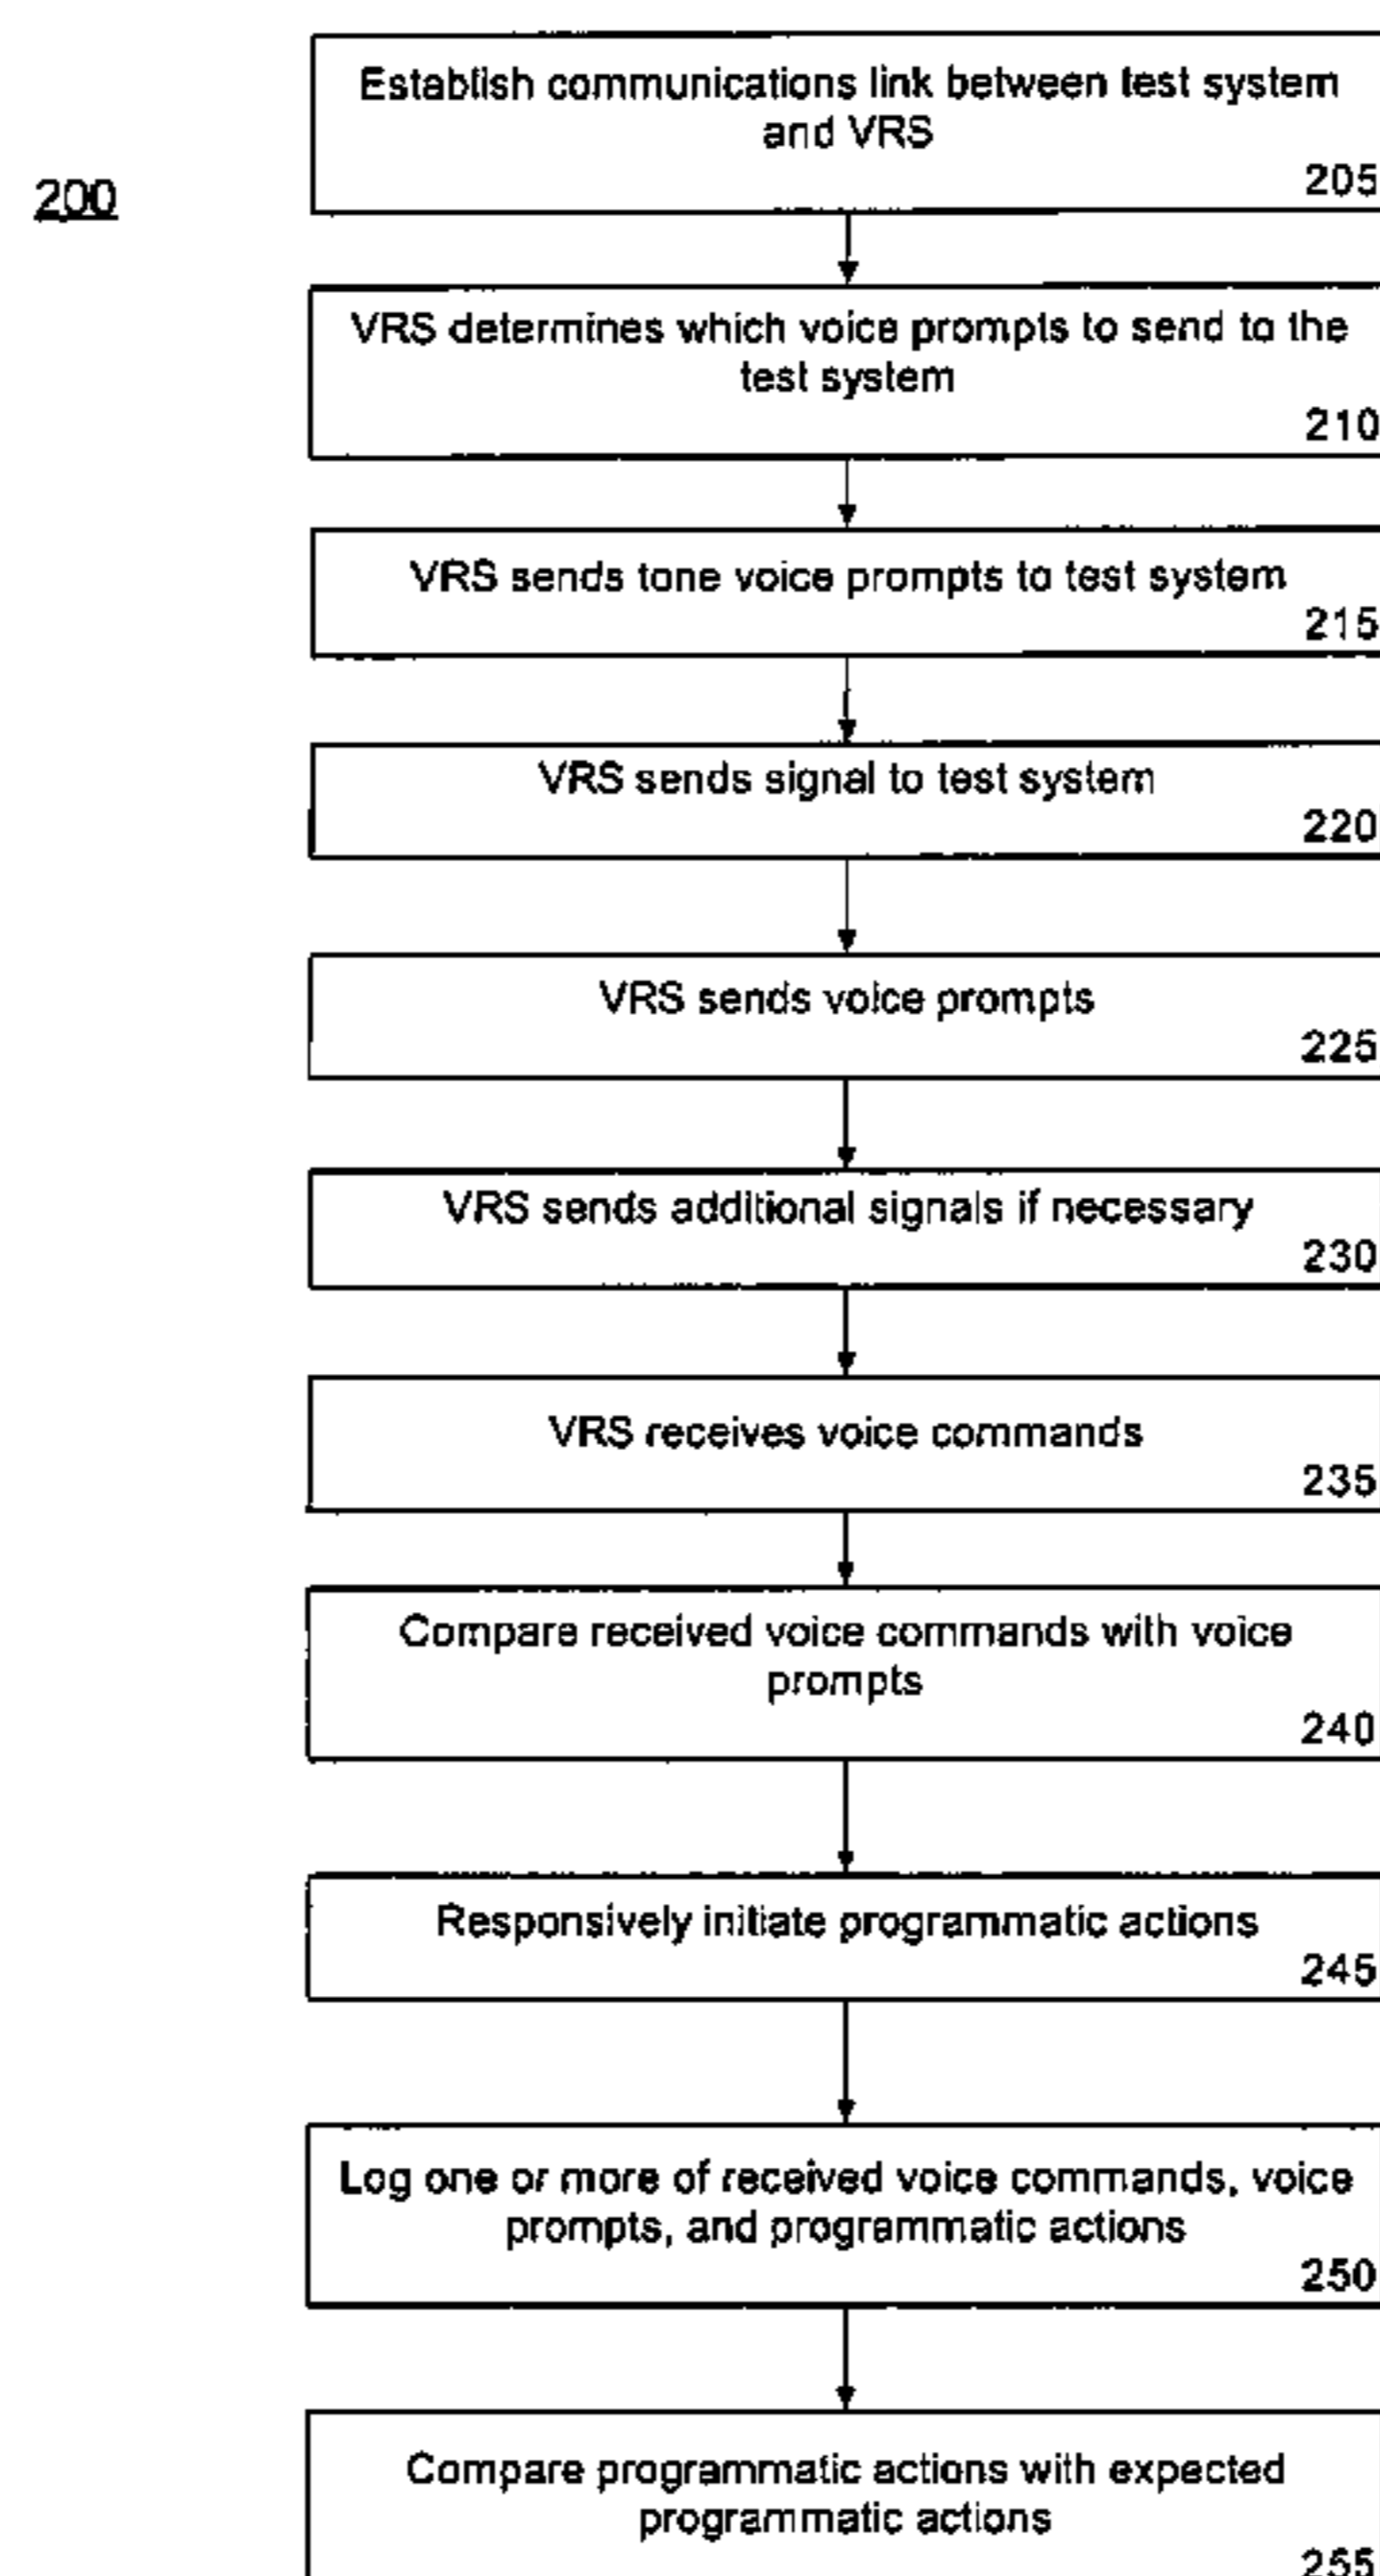 Establish communications link between test system
and VRS
205
200
VRS determines which voice prompts to send to the
test system
210
VRS sends tone voice prompts to test system
215
VRS sends signal to test system
220
VRS sends voice prompts
225
VRS sends additional signals if necessary
230
VRS receives voice commands
235
Compare received voice commands with voice
prompts
240
Responsively initiate programmatic actions
245
Log one or more of received voice commands, voice
prompts, and programmatic actions
250
Compare programmatic actions with expected
programmatic actions
255